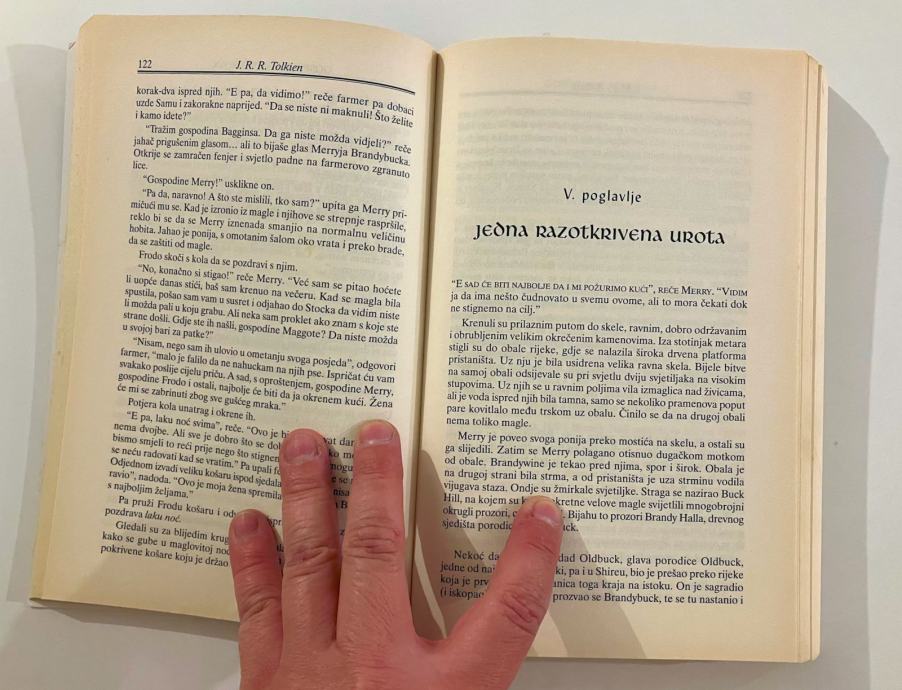 122
J. R. R. Tolkien
korak-dva ispred njih. “E pa, da vidimo!” reče farmer pa dobaci
uzde Samu i zakorakne naprijed. “Da se niste ni maknuli! Što želite
i kamo idete?”
“Tražim gospodina Bagginsa. Da ga niste možda vidjeli?” reče
jahač prigušenim glasom... ali to bijaše glas Merryja Brandybucka.
Otkrije se zamračen fenjer i svjetlo padne na farmerovo zgranuto
lice.
“Gospodine Merry!” usklikne on.
“Pa da, naravno! A što ste mislili, tko sam?” upita ga Merry pri-
mičući mu se. Kad je izronio iz magle i njihove se strepnje raspršile,
reklo bi se da se Merry iznenada smanjio na normalnu veličinu
hobita. Jahao je ponija, s omotanim šalom oko vrata i preko brade,
da se zaštiti od magle.
Frodo skoči s kola da se pozdravi s njim.
“No, konačno si stigao!” reče Merry. “Već sam se pitao hoćete
li uopće danas stići, baš sam krenuo na večeru. Kad se magla bila
spustila, pošao sam vam u susret i odjahao do Stocka da vidim niste
li možda pali u koju grabu. Ali neka sam proklet ako znam s koje ste
strane došli. Gdje ste ih našli, gospodine Maggote? Da niste možda
u svojoj bari za patke?”
“Nisam, nego sam ih ulovio u ometanju svoga posjeda”, odgovori
farmer, “malo je falilo da ne nahuckam na njih pse. Ispričat ću vam
svakako poslije cijelu priču. A sad, s oproštenjem, gospodine Merry,
gospodine Frodo i ostali, najbolje će biti da ja okrenem kući. Žena
će mi se zabrinuti zbog sve gušćeg mraka.”
Potjera kola unatrag i okrene ih.
“E pa, laku noć svima”, reče. “Ovo je
nema dvojbe. Ali sve je dobro što se
bismo smjeli to reći prije nego što stignem
se neću radovati kad se vratim.” Pa upali
Odjednom izvadi veliku košaru ispod sjedala
ravio”, nadoda. “Ovo je moja žena spremila
s najboljim željama.”
Pa pruži Frodu košaru i
pozdrava laku noć.
Gledali su za blijedim
kako se gube u maglovitoj
pokrivene košare koju je držao
V. poglavlje
JEDNA RAZOTKRIVENA UROTA
“E SAD ĆE BITI NAJBOLJE DA I MI POŽURIMO KUĆI”, REČE MERRY. “VIDIM
ja da ima nešto čudnovato u svemu ovome, ali to mora čekati dok
ne stignemo na cilj.”
Krenuli su prilaznim putom do skele, ravnim, dobro održavanim
i obrubljenim velikim okrečenim kamenovima. Iza stotinjak metara
stigli su do obale rijeke, gdje se nalazila široka drvena platforma
pristaništa. Uz nju je bila usidrena velika ravna skela. Bijele bitve
na samoj obali odsijevale su pri svjetlu dviju svjetiljka na visokim
stupovima. Uz njih se u ravnim poljima vila izmaglica nad živicama,
ali je voda ispred njih bila tamna, samo se nekoliko pramenova poput
pare kovitlalo među trskom uz obalu. Činilo se da na drugoj obali
nema toliko magle.
Merry je poveo svoga ponija preko mostića na skelu, a ostali su
ga slijedili. Zatim se Merry polagano otisnuo dugačkom motkom
od obale. Brandywine je tekao pred njima, spor i širok. Obala je
na drugoj strani bila strma, a od pristaništa je uza strminu vodila
vijugava staza. Ondje su žmirkale svjetiljke. Straga se nazirao Buck
Hill, na kojem su velove magle svijetlili mnogobrojni
okrugli prozori, Bijahu to prozori Brandy Halla, drevnog
sjedišta porodice
Nekoć Oldbuck, glava porodice Oldbuck,
jedne od pa i u Shireu, bio je prešao preko rijeke
koja je toga kraja na istoku. On je sagradio
(i prozvao se Brandybuck, te se tu nastanio i